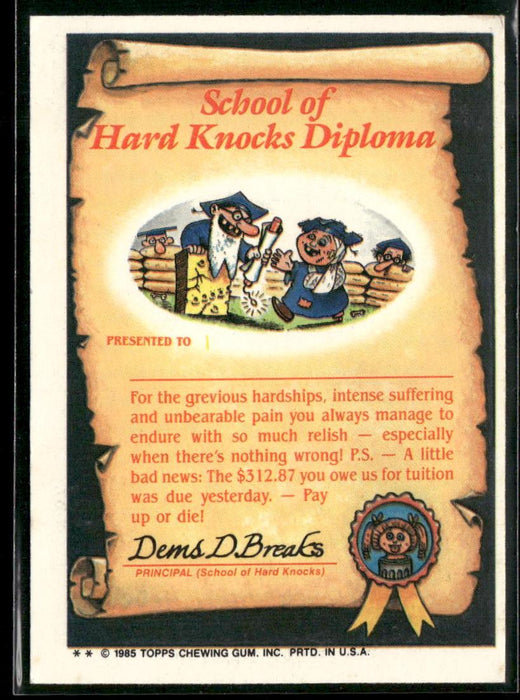 School of
Hard Knocks Diploma
PRESENTED TO
For the grevious hardships, intense suffering
and unbearable pain you always manage to
endure with so much relish — especially
when there's nothing wrong! P.S. — A little
bad news: The $312.87 you owe us for tuition
was due yesterday. — Pay
up or die!
Dems D. Breaks
PRINCIPAL (School of Hard Knocks)
** © 1985 TOPPS CHEWING GUM, INC. PRTD. IN U.S.A.